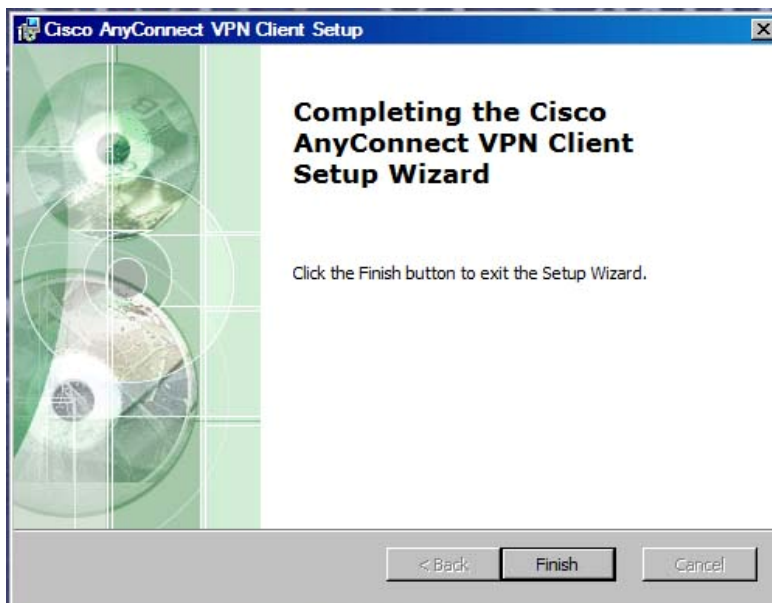 Cisco AnyConnect VPN Client Setup
Completing the Cisco
AnyConnect VPN Client
Setup Wizard
Click the Finish button to exit the Setup Wizard.
< Back
Finish
Cancel